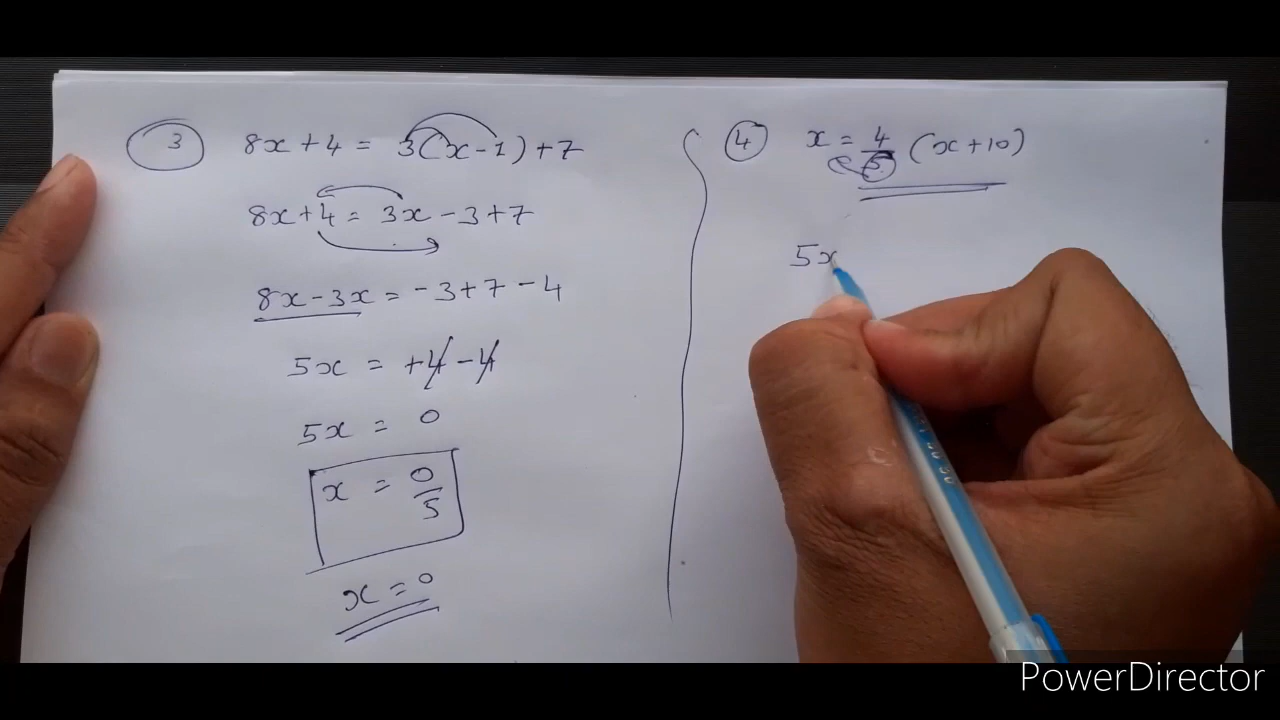 3 8x + 4 = 3(x - 1) + 7
8x + 4 = 3x - 3 + 7
8x - 3x = -3 + 7 - 4
5x = +4 - 4
5x = 0
x = 0/5
x = 0
4 x = 4/5 (x + 10)
5x
PowerDirector